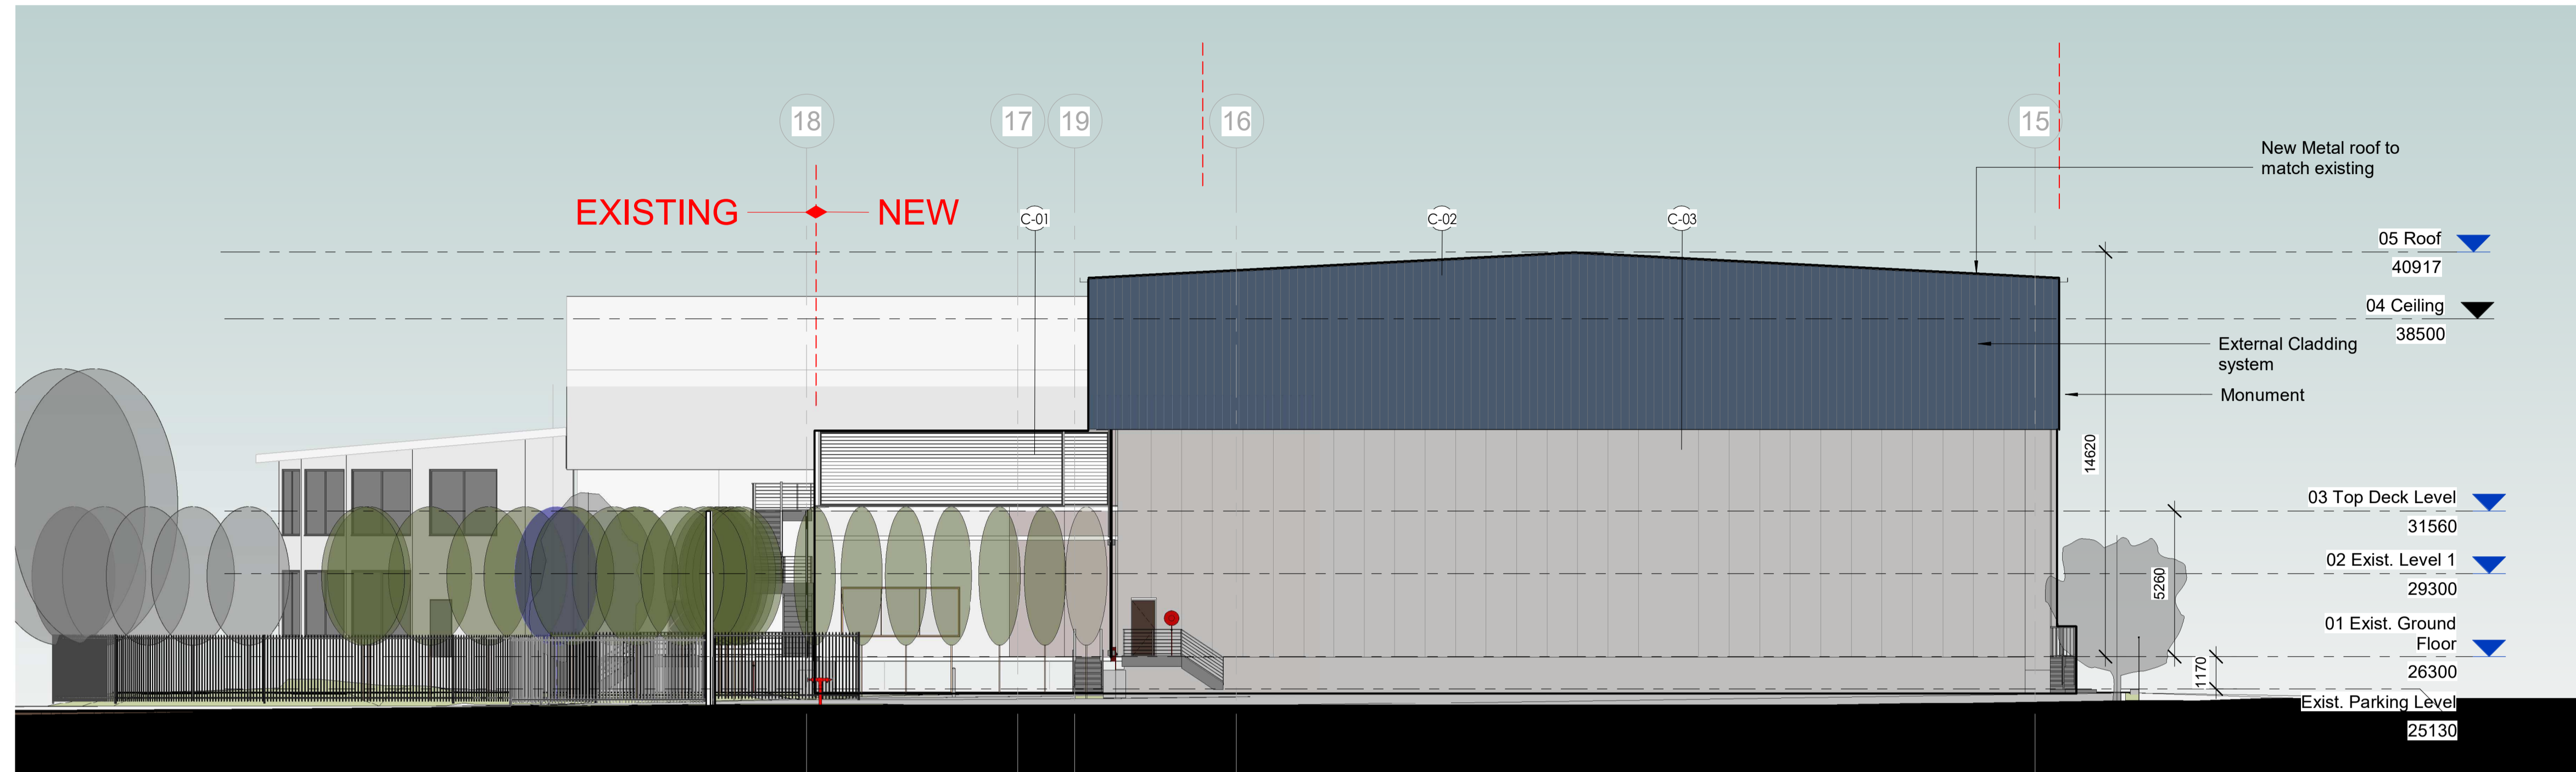 18
17
19
16
15
New Metal roof to
match existing
EXISTING
NEW
C-01
C-02
C-03
05 Roof
40917
04 Ceiling
38500
External Cladding
system
Monument
14620
03 Top Deck Level
31560
02 Exist. Level 1
29300
5260
01 Exist. Ground
Floor
26300
1170
Exist. Parking Level
25130